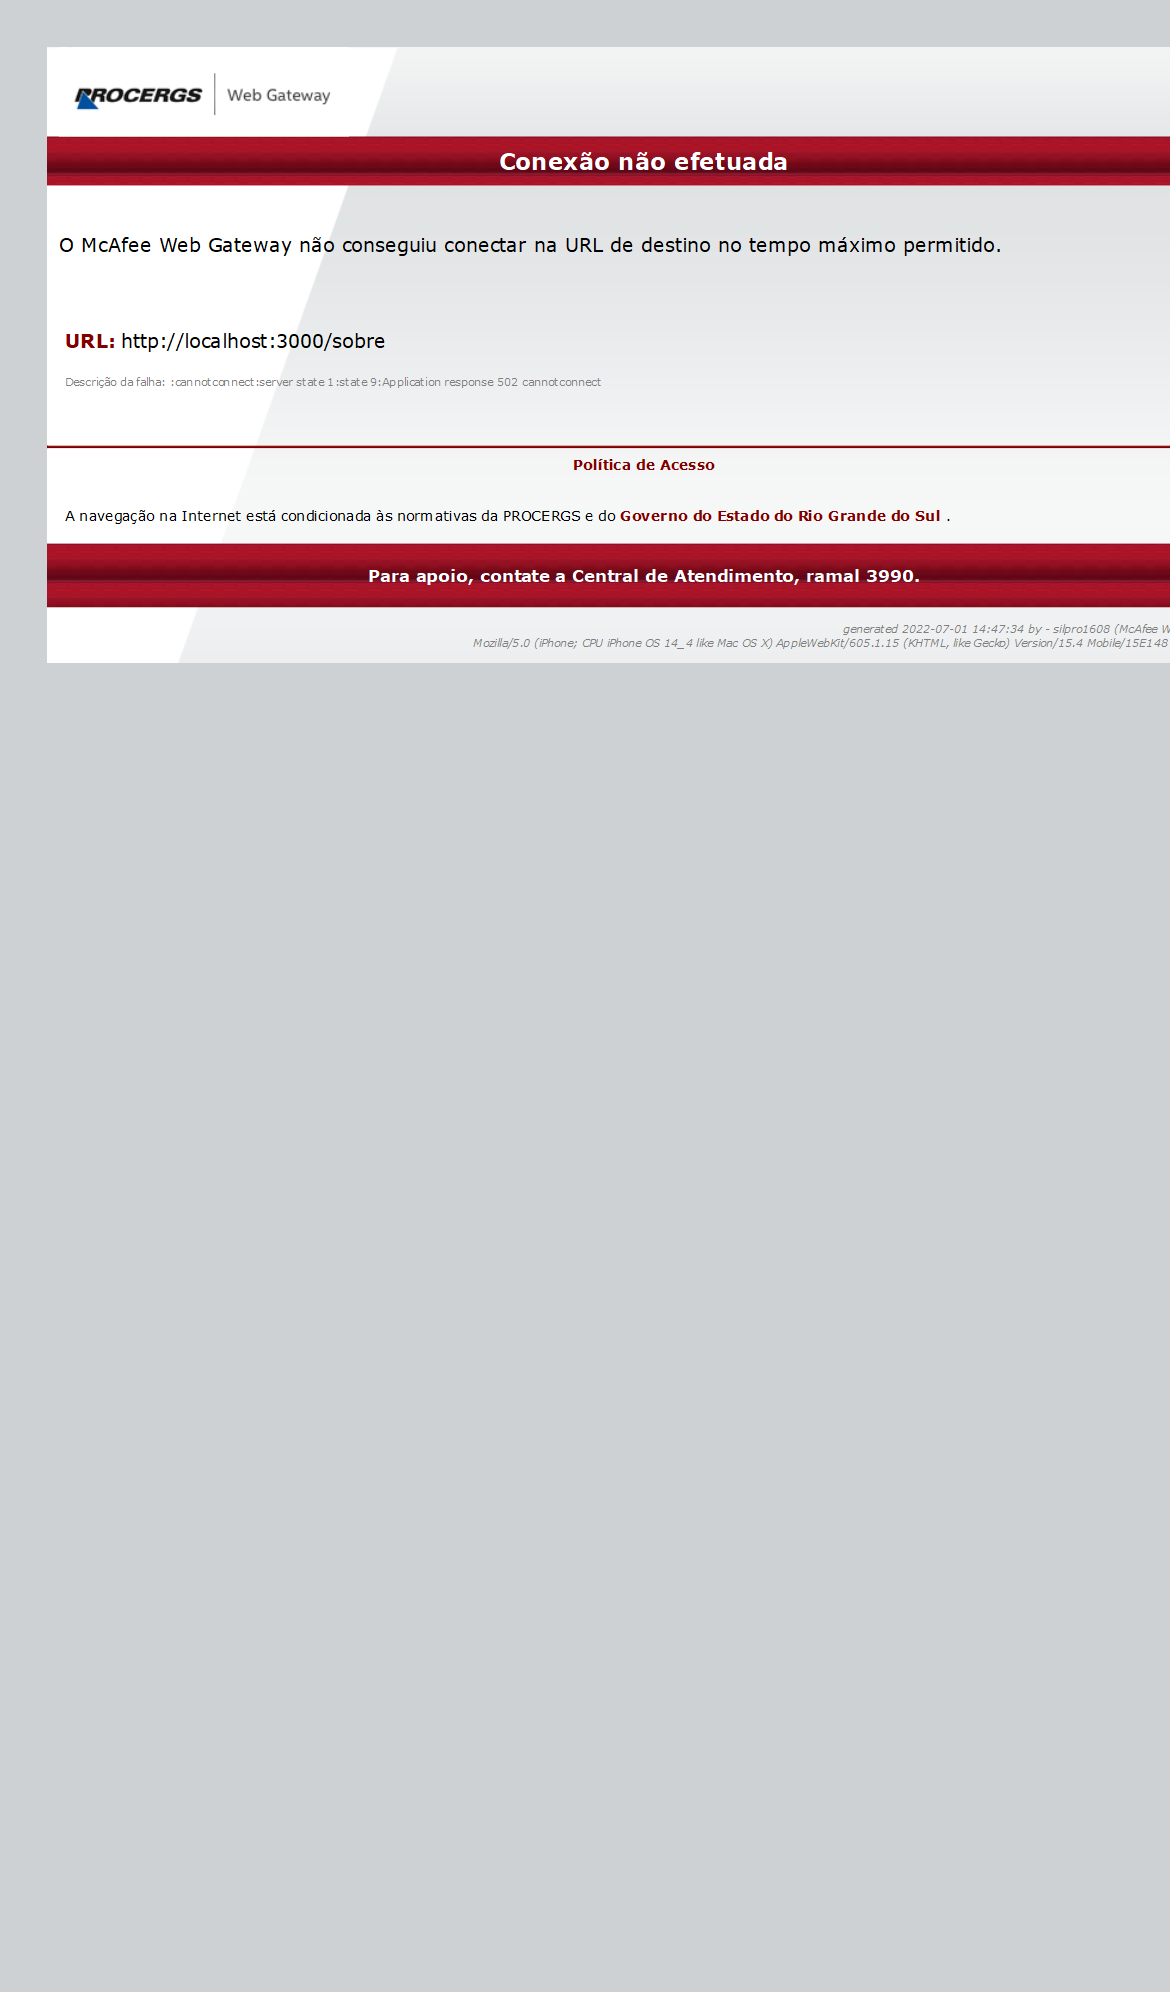 PROCERGS Web Gateway
Conexão não efetuada
O McAfee Web Gateway não conseguiu conectar na URL de destino no tempo máximo permitido.
URL: http://localhost:3000/sobre
Descrição da falha: :cannotconnect:server state 1:state 9:Application response 502 cannotconnect
Política de Acesso
A navegação na Internet está condicionada às normativas da PROCERGS e do Governo do Estado do Rio Grande do Sul .
Para apoio, contate a Central de Atendimento, ramal 3990.
generated 2022-07-01 14:47:34 by - silpro1608 (McAfee W
Mozilla/5.0 (iPhone; CPU iPhone OS 14_4 like Mac OS X) AppleWebKit/605.1.15 (KHTML, like Gecko) Version/15.4 Mobile/15E148